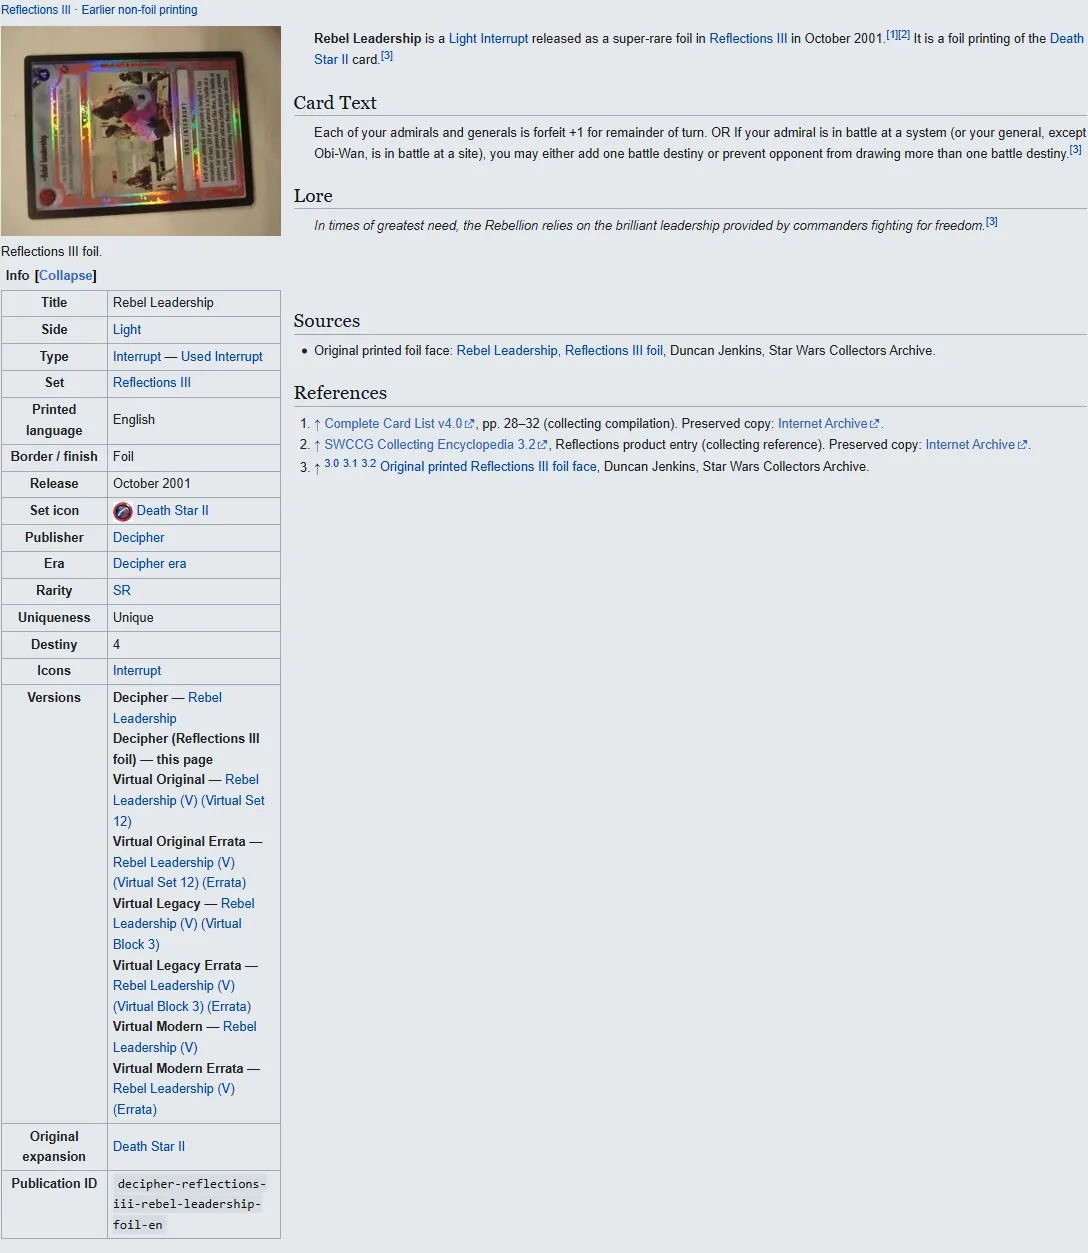 Reflections III · Earlier non-foil printing
Rebel Leadership is a Light Interrupt released as a super-rare foil in Reflections III in October 2001.[1][2] It is a foil printing of the Death
Star II card.[3]
Card Text
Each of your admirals and generals is forfeit +1 for remainder of turn. OR If your admiral is in battle at a system (or your general, except
Obi-Wan, is in battle at a site), you may either add one battle destiny or prevent opponent from drawing more than one battle destiny.[3]
Lore
In times of greatest need, the Rebellion relies on the brilliant leadership provided by commanders fighting for freedom.[3]
Sources
• Original printed foil face: Rebel Leadership, Reflections III foil, Duncan Jenkins, Star Wars Collectors Archive.
References
1. ↑ Complete Card List v4.0, pp. 28–32 (collecting compilation). Preserved copy: Internet Archive.
2. ↑ SWCCG Collecting Encyclopedia 3.2, Reflections product entry (collecting reference). Preserved copy: Internet Archive.
3. ↑ 3.0 3.1 3.2 Original printed Reflections III foil face, Duncan Jenkins, Star Wars Collectors Archive.
Rebel Leadership
USED INTERRUPT
4
Reflections III foil.
Info [Collapse]
Title Rebel Leadership
Side Light
Type Interrupt — Used Interrupt
Set Reflections III
Printed
language English
Border / finish Foil
Release October 2001
Set icon Death Star II
Publisher Decipher
Era Decipher era
Rarity SR
Uniqueness Unique
Destiny 4
Icons Interrupt
Versions Decipher — Rebel
Leadership
Decipher (Reflections III
foil) — this page
Virtual Original — Rebel
Leadership (V) (Virtual Set
12)
Virtual Original Errata —
Rebel Leadership (V)
(Virtual Set 12) (Errata)
Virtual Legacy — Rebel
Leadership (V) (Virtual
Block 3)
Virtual Legacy Errata —
Rebel Leadership (V)
(Virtual Block 3) (Errata)
Virtual Modern — Rebel
Leadership (V)
Virtual Modern Errata —
Rebel Leadership (V)
(Errata)
Original
expansion Death Star II
Publication ID decipher-reflections-
iii-rebel-leadership-
foil-en